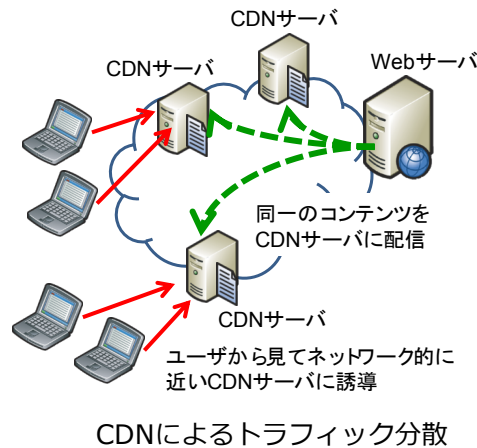 CDNサーバ
CDNサーバ
Webサーバ
同一のコンテンツを
CDNサーバに配信
CDNサーバ
ユーザから見てネットワーク的に
近いCDNサーバに誘導
CDNによるトラフィック分散